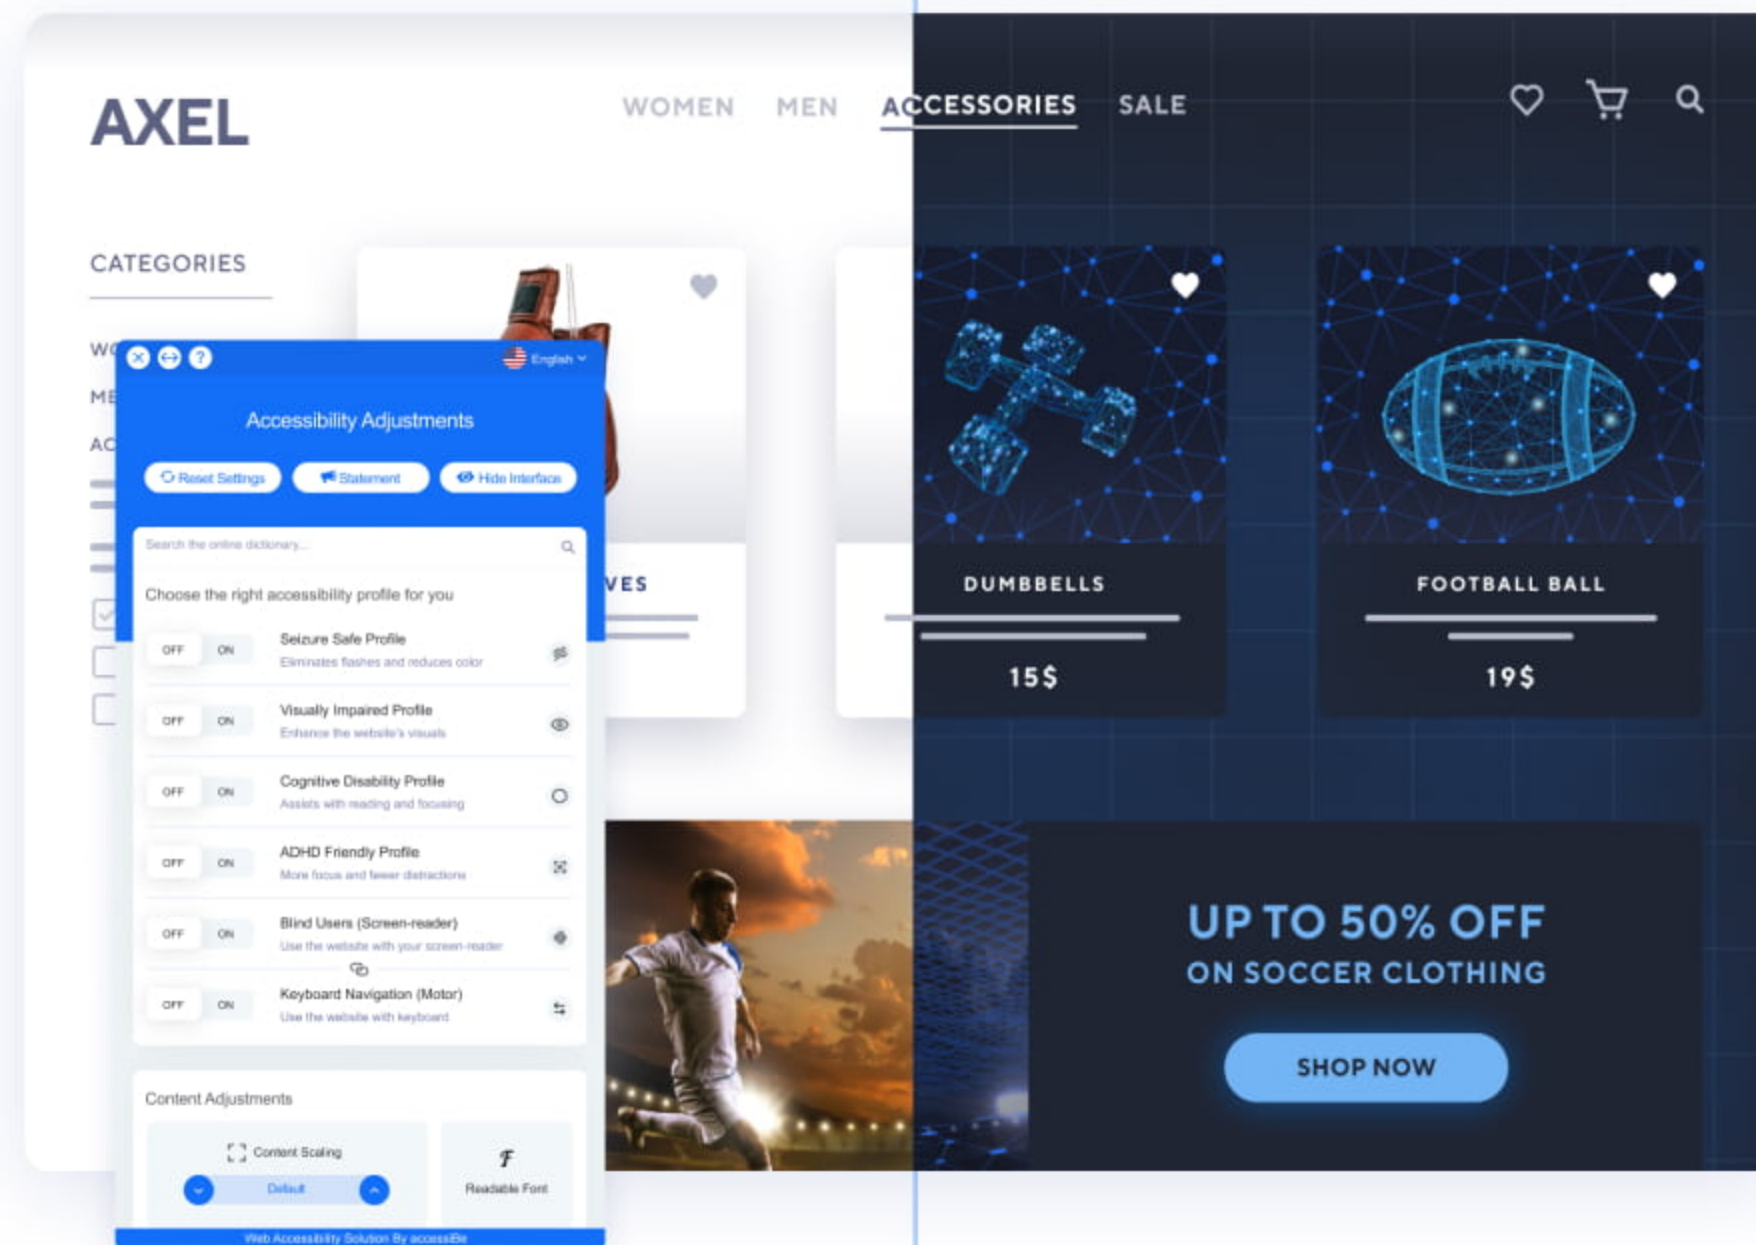 AXEL
WOMEN MEN ACCESSORIES SALE
CATEGORIES
WO
ME
AC
English
Accessibility Adjustments
Reset Settings Statement Hide Interface
Search the online dictionary...
Choose the right accessibility profile for you
OFF ON Seizure Safe Profile
Eliminates flashes and reduces color
OFF ON Visually Impaired Profile
Enhance the website's visuals
OFF ON Cognitive Disability Profile
Assists with reading and focusing
OFF ON ADHD Friendly Profile
More focus and fewer distractions
OFF ON Blind Users (Screen-reader)
Use the website with your screen-reader
OFF ON Keyboard Navigation (Motor)
Use the website with keyboard
Content Adjustments
Content Scaling
Default
Readable Font
Web Accessibility Solution By accessiBe
VES
DUMBBELLS
15$
FOOTBALL BALL
19$
UP TO 50% OFF
ON SOCCER CLOTHING
SHOP NOW